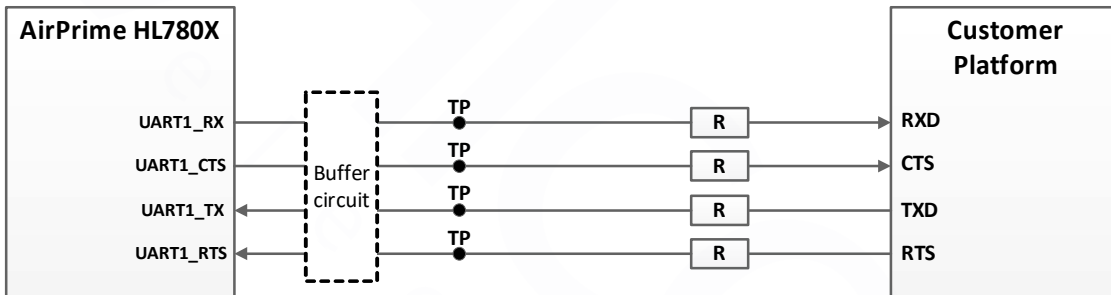 AirPrime HL780X
Customer
Platform
TP
UART1_RX
R
RXD
TP
UART1_CTS
R
CTS
Buffer
circuit
TP
UART1_TX
R
TXD
TP
UART1_RTS
R
RTS